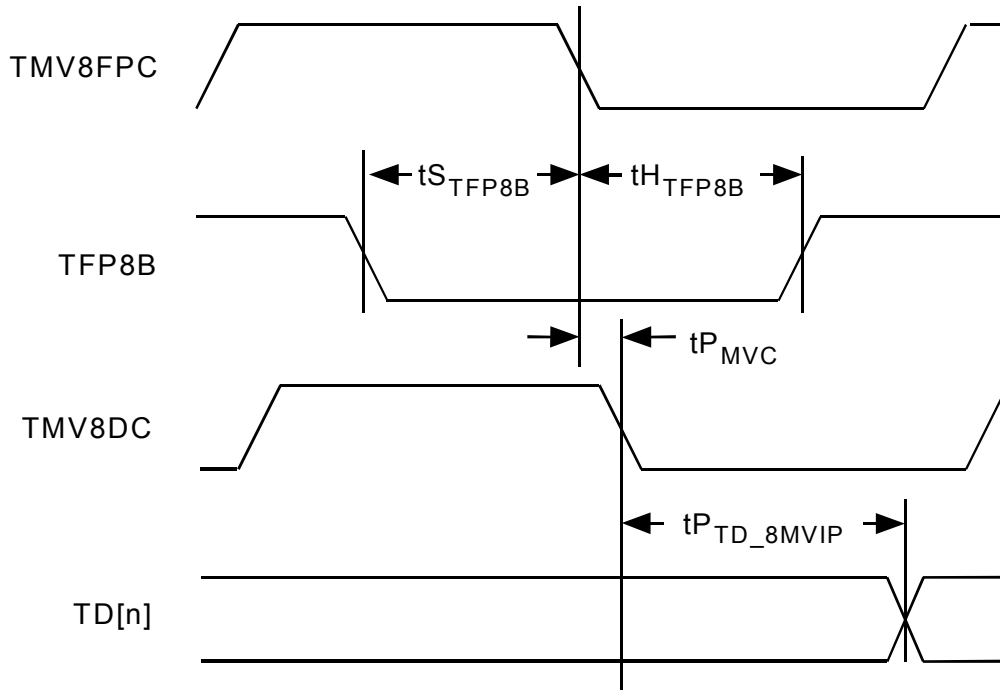 TMV8FPC
tS_TFP8B tH_TFP8B
TFP8B
tP_MVC
TMV8DC
tP_TD_8MVIP
TD[n]